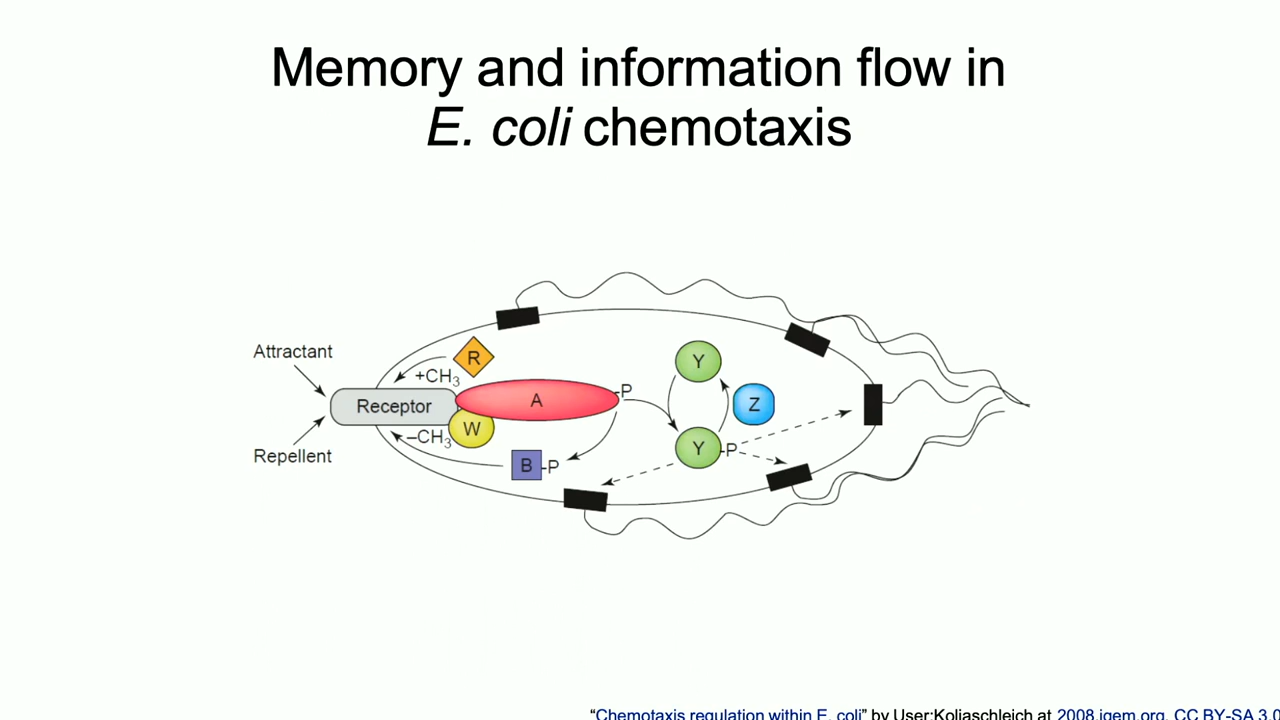 Memory and information flow in
E. coli chemotaxis
Attractant
R
+CH3
Receptor
A
-P
Y
Z
W
–CH3
Y
-P
Repellent
B
-P
“Chemotaxis regulation within E. coli” by User:Koljaschleich at 2008.igem.org, CC BY-SA 3.0